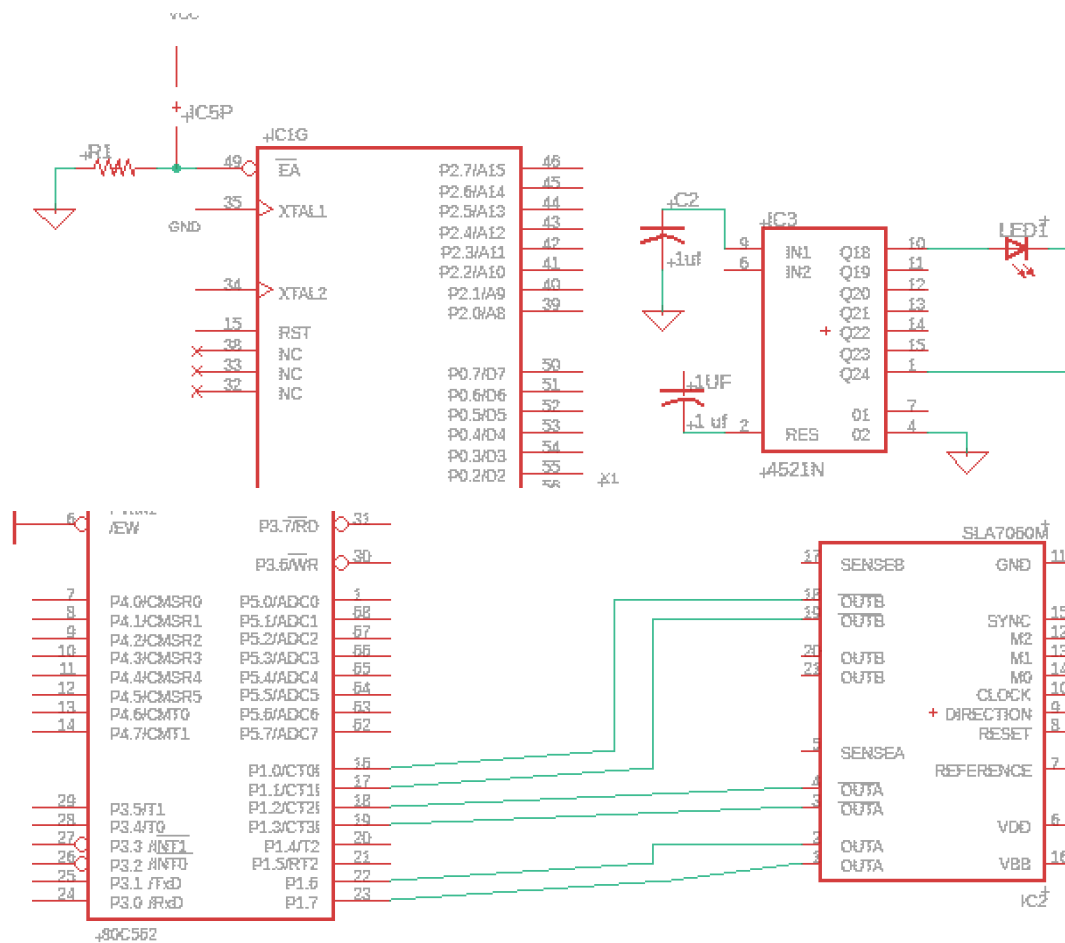 VCC
IC5P
R1
GND
IC1G
49 EA
35 XTAL1
34 XTAL2
15 RST
38 NC
33 NC
32 NC
P2.7/A15 46
P2.6/A14 45
P2.5/A13 44
P2.4/A12 43
P2.3/A11 42
P2.2/A10 41
P2.1/A9 40
P2.0/A8 39
P0.7/D7 50
P0.6/D6 51
P0.5/D5 52
P0.4/D4 53
P0.3/D3 54
P0.2/D2 55
56
X1
C2
1uf
1UF
1 uf
IC3
9 IN1
6 IN2
2 RES
Q18 10
Q19 11
Q20 12
Q21 13
Q22 14
Q23 15
Q24 1
01 7
02 4
4521N
LED1
6 /EW
7 P4.0/CMSR0
8 P4.1/CMSR1
9 P4.2/CMSR2
10 P4.3/CMSR3
11 P4.4/CMSR4
12 P4.5/CMSR5
13 P4.6/CMT0
14 P4.7/CMT1
29 P3.5/T1
28 P3.4/T0
27 P3.3 /INT1
26 P3.2 /INT0
25 P3.1 /TxD
24 P3.0 /RxD
P3.7/RD 31
P3.6/WR 30
P5.0/ADC0 1
P5.1/ADC1 68
P5.2/ADC2 67
P5.3/ADC3 66
P5.4/ADC4 65
P5.5/ADC5 64
P5.6/ADC6 63
P5.7/ADC7 62
P1.0/CT0I 16
P1.1/CT1I 17
P1.2/CT2I 18
P1.3/CT3I 19
P1.4/T2 20
P1.5/RT2 21
P1.6 22
P1.7 23
80C562
SLA7060M
17 SENSEB
18 OUTB
19 OUTB
20 OUTB
23 OUTB
5 SENSEA
4 OUTA
3 OUTA
2 OUTA
1 OUTA
GND 11
SYNC 15
M2 12
M1 13
M0 14
CLOCK 10
DIRECTION 9
RESET 8
REFERENCE 7
VDD 6
VBB 16
IC2